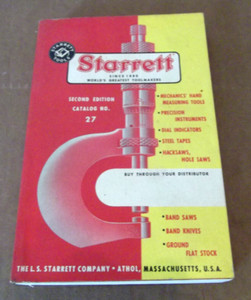 STARRETT
Starrett
SINCE 1880
WORLD'S GREATEST TOOLMAKERS
SECOND EDITION
CATALOG NO.
27
• MECHANICS' HAND
MEASURING TOOLS
• PRECISION
INSTRUMENTS
• DIAL INDICATORS
• STEEL TAPES
• HACKSAWS,
HOLE SAWS
BUY THROUGH YOUR DISTRIBUTOR
• BAND SAWS
• BAND KNIVES
• GROUND
FLAT STOCK
THE L.S. STARRETT COMPANY • ATHOL, MASSACHUSETTS, U.S.A.